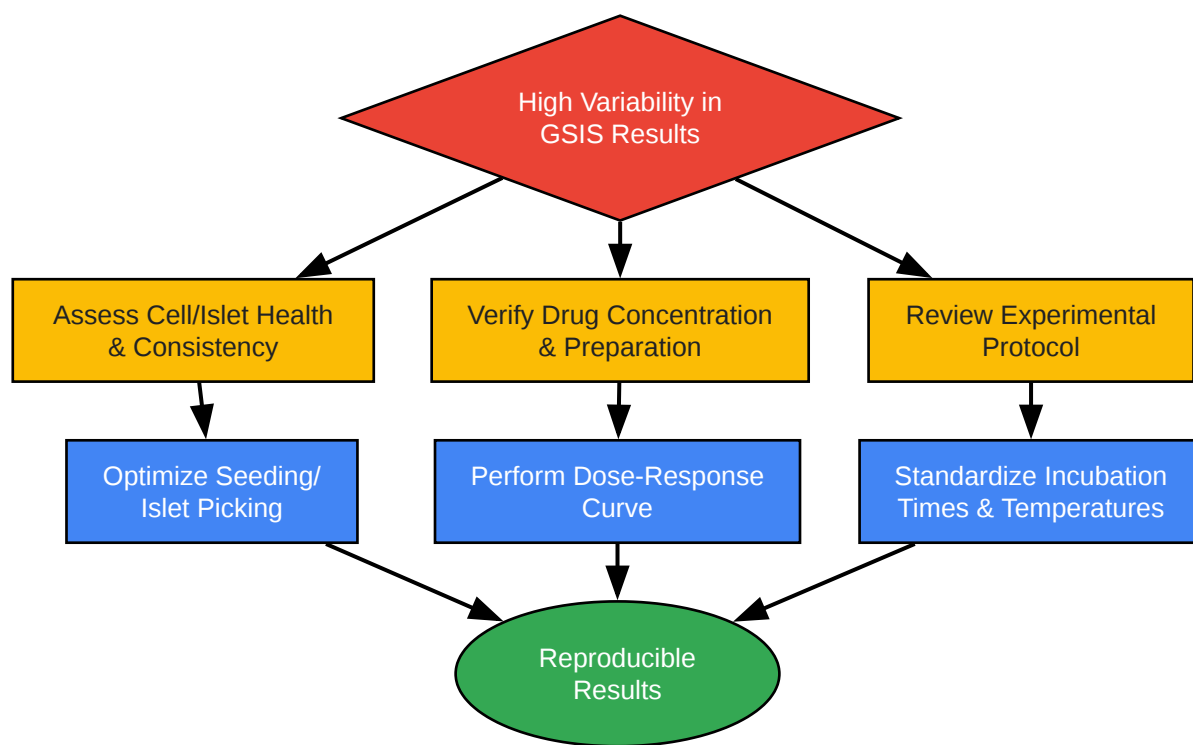 High Variability in
GSIS Results
Assess Cell/Islet Health
& Consistency
Verify Drug Concentration
& Preparation
Review Experimental
Protocol
Optimize Seeding/
Islet Picking
Perform Dose-Response
Curve
Standardize Incubation
Times & Temperatures
Reproducible
Results